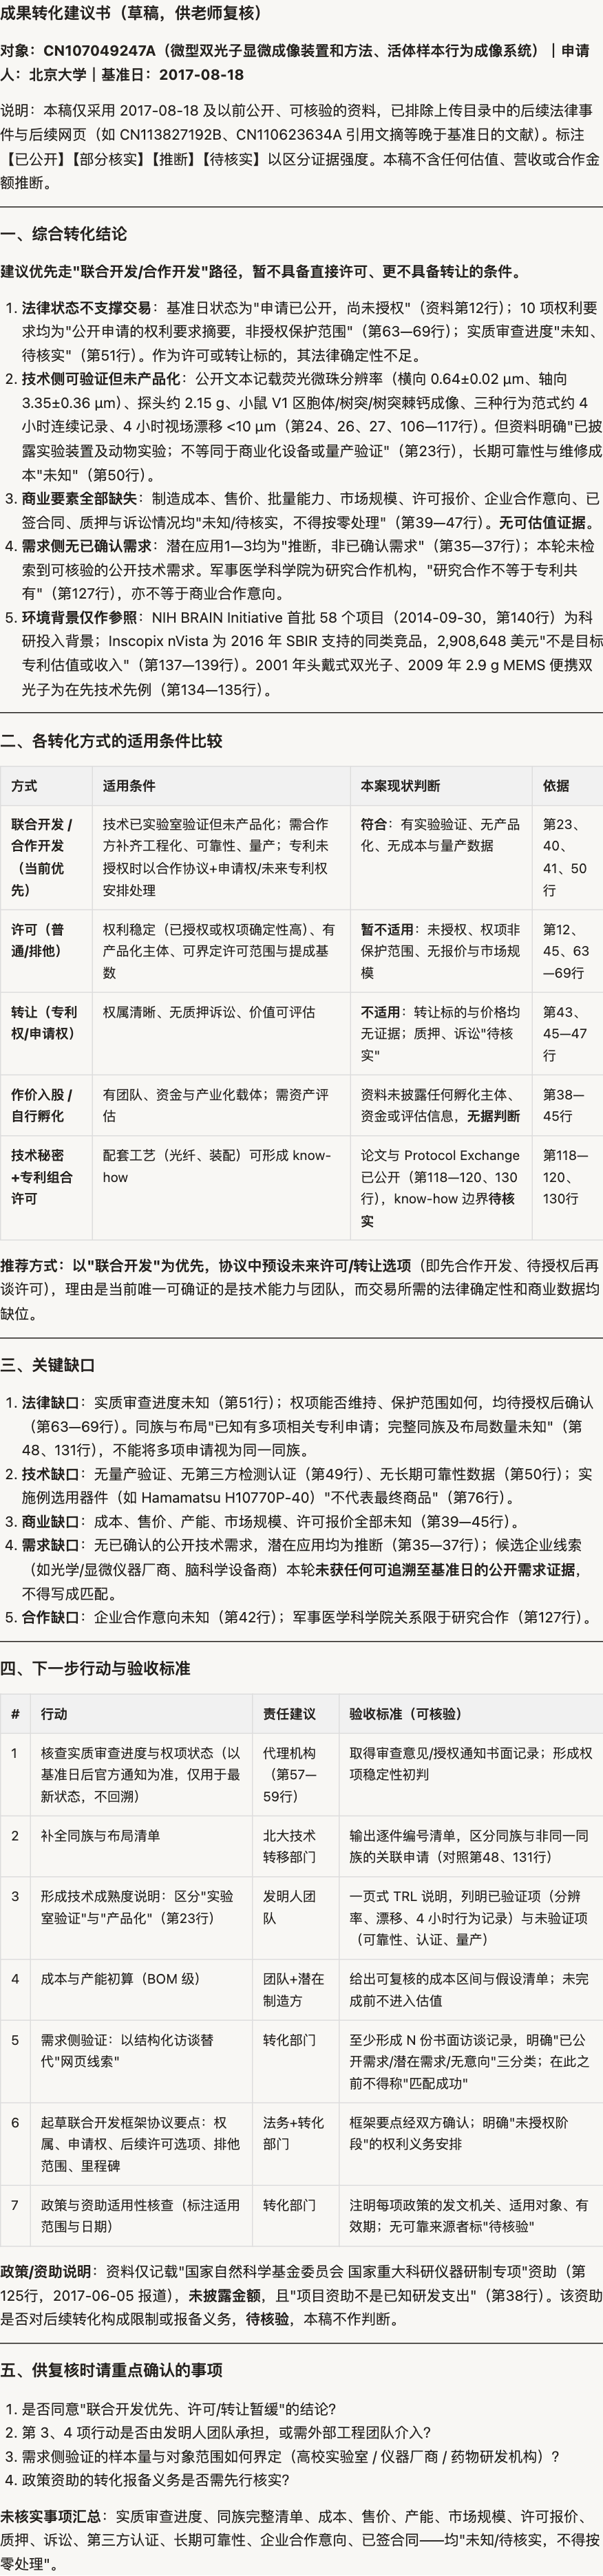 成果转化建议书（草稿，供老师复核）
对象：CN107049247A（微型双光子显微成像装置和方法、活体样本行为成像系统）｜申请
人：北京大学｜基准日：2017-08-18
说明：本稿仅采用 2017-08-18 及以前公开、可核验的资料，已排除上传目录中的后续法律事
件与后续网页（如 CN113827192B、CN110623634A 引用文摘等晚于基准日的文献）。标注
【已公开】【部分核实】【推断】【待核实】以区分证据强度。本稿不含任何估值、营收或合作金
额推断。
一、综合转化结论
建议优先走"联合开发/合作开发"路径，暂不具备直接许可、更不具备转让的条件。
1. 法律状态不支撑交易：基准日状态为"申请已公开，尚未授权"（资料第12行）；10 项权利要
求均为"公开申请的权利要求摘要，非授权保护范围"（第63—69行）；实质审查进度"未知、
待核实"（第51行）。作为许可或转让标的，其法律确定性不足。
2. 技术侧可验证但未产品化：公开文本记载荧光微珠分辨率（横向 0.64±0.02 μm、轴向
3.35±0.36 μm）、探头约 2.15 g、小鼠 V1 区胞体/树突/树突棘钙成像、三种行为范式约 4
小时连续记录、4 小时视场漂移 <10 μm（第24、26、27、106—117行）。但资料明确"已披
露实验装置及动物实验；不等同于商业化设备或量产验证"（第23行），长期可靠性与维修成
本"未知"（第50行）。
3. 商业要素全部缺失：制造成本、售价、批量能力、市场规模、许可报价、企业合作意向、已
签合同、质押与诉讼情况均"未知/待核实，不得按零处理"（第39—47行）。无可估值证据。
4. 需求侧无已确认需求：潜在应用1—3均为"推断，非已确认需求"（第35—37行）；本轮未检
索到可核验的公开技术需求。军事医学科学院为研究合作机构，"研究合作不等于专利共
有"（第127行），亦不等于商业合作意向。
5. 环境背景仅作参照：NIH BRAIN Initiative 首批 58 个项目（2014-09-30，第140行）为科
研投入背景；Inscopix nVista 为 2016 年 SBIR 支持的同类竞品，2,908,648 美元"不是目标
专利估值或收入"（第137—139行）。2001 年头戴式双光子、2009 年 2.9 g MEMS 便携双
光子为在先技术先例（第134—135行）。
二、各转化方式的适用条件比较
方式 适用条件 本案现状判断 依据
联合开发 /
合作开发
（当前优
先）
技术已实验室验证但未产品化；需合作
方补齐工程化、可靠性、量产；专利未
授权时以合作协议+申请权/未来专利权
安排处理
符合：有实验验证、无产品
化、无成本与量产数据
第23、
40、
41、50
行
许可（普
通/排他）
权利稳定（已授权或权项确定性高）、有
产品化主体、可界定许可范围与提成基
数
暂不适用：未授权、权项非
保护范围、无报价与市场规
模
第12、
45、63
—69行
转让（专利
权/申请权）
权属清晰、无质押诉讼、价值可评估
不适用：转让标的与价格均
无证据；质押、诉讼"待核
实"
第43、
45—47
行
作价入股 /
自行孵化
有团队、资金与产业化载体；需资产评
估
资料未披露任何孵化主体、
资金或评估信息，无据判断
第38—
45行
技术秘密
+专利组合
许可
配套工艺（光纤、装配）可形成 know-
how
论文与 Protocol Exchange
已公开（第118—120、130
行），know-how 边界待核
实
第118—
120、
130行
推荐方式：以"联合开发"为优先，协议中预设未来许可/转让选项（即先合作开发、待授权后再
谈许可），理由是当前唯一可确证的是技术能力与团队，而交易所需的法律确定性和商业数据均
缺位。
三、关键缺口
1. 法律缺口：实质审查进度未知（第51行）；权项能否维持、保护范围如何，均待授权后确认
（第63—69行）。同族与布局"已知有多项相关专利申请；完整同族及布局数量未知"（第
48、131行），不能将多项申请视为同一同族。
2. 技术缺口：无量产验证、无第三方检测认证（第49行）、无长期可靠性数据（第50行）；实
施例选用器件（如 Hamamatsu H10770P-40）"不代表最终商品"（第76行）。
3. 商业缺口：成本、售价、产能、市场规模、许可报价全部未知（第39—45行）。
4. 需求缺口：无已确认的公开技术需求，潜在应用均为推断（第35—37行）；候选企业线索
（如光学/显微仪器厂商、脑科学设备商）本轮未获任何可追溯至基准日的公开需求证据，
不得写成匹配。
5. 合作缺口：企业合作意向未知（第42行）；军事医学科学院关系限于研究合作（第127行）。
四、下一步行动与验收标准
# 行动 责任建议 验收标准（可核验）
1
核查实质审查进度与权项状态（以
基准日后官方通知为准，仅用于最
新状态，不回溯）
代理机构
（第57—
59行）
取得审查意见/授权通知书面记录；形成权
项稳定性初判
2
补全同族与布局清单
北大技术
转移部门
输出逐件编号清单，区分同族与非同一同
族的关联申请（对照第48、131行）
3
形成技术成熟度说明：区分"实验
室验证"与"产品化"（第23行）
发明人团
队
一页式 TRL 说明，列明已验证项（分辨
率、漂移、4 小时行为记录）与未验证项
（可靠性、认证、量产）
4
成本与产能初算（BOM 级）
团队+潜在
制造方
给出可复核的成本区间与假设清单；未完
成前不进入估值
5
需求侧验证：以结构化访谈替
代"网页线索"
转化部门
至少形成 N 份书面访谈记录，明确"已公
开需求/潜在需求/无意向"三分类；在此之
前不得称"匹配成功"
6
起草联合开发框架协议要点：权
属、申请权、后续许可选项、排他
范围、里程碑
法务+转化
部门
框架要点经双方确认；明确"未授权阶
段"的权利义务安排
7
政策与资助适用性核查（标注适用
范围与日期）
转化部门
注明每项政策的发文机关、适用对象、有
效期；无可靠来源者标"待核验"
政策/资助说明：资料仅记载"国家自然科学基金委员会 国家重大科研仪器研制专项"资助（第
125行，2017-06-05 报道），未披露金额，且"项目资助不是已知研发支出"（第38行）。该资助
是否对后续转化构成限制或报备义务，待核验，本稿不作判断。
五、供复核时请重点确认的事项
1. 是否同意"联合开发优先、许可/转让暂缓"的结论?
2. 第 3、4 项行动是否由发明人团队承担，或需外部工程团队介入?
3. 需求侧验证的样本量与对象范围如何界定（高校实验室 / 仪器厂商 / 药物研发机构）?
4. 政策资助的转化报备义务是否需先行核实?
未核实事项汇总：实质审查进度、同族完整清单、成本、售价、产能、市场规模、许可报价、
质押、诉讼、第三方认证、长期可靠性、企业合作意向、已签合同——均"未知/待核实，不得按
零处理"。